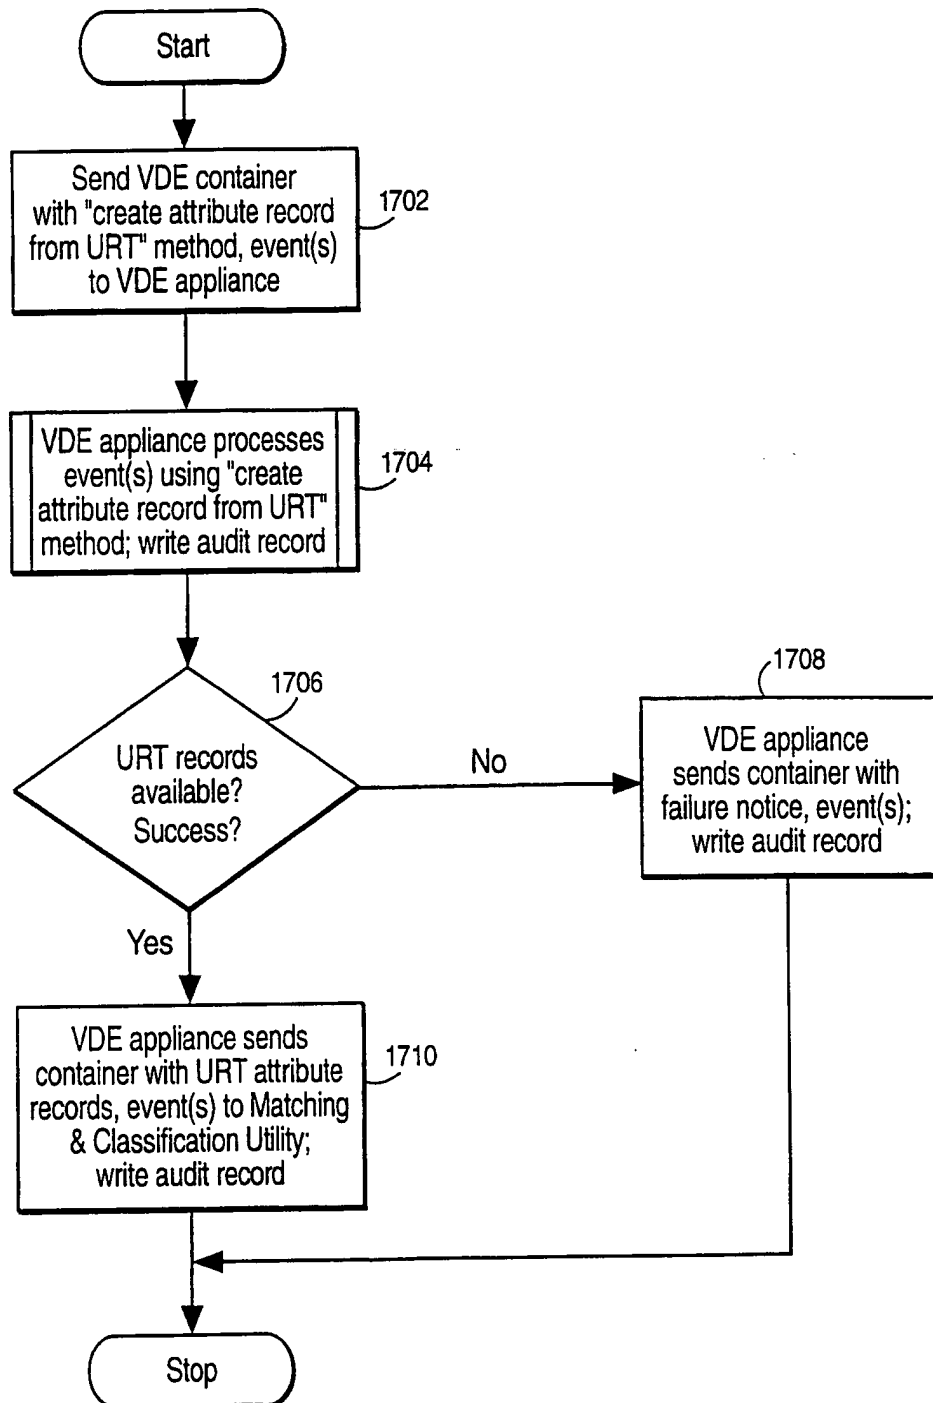 Start
Send VDE container
with "create attribute record
from URT" method, event(s)
to VDE appliance
1702
VDE appliance processes
event(s) using "create
attribute record from URT"
method; write audit record
1704
1706
URT records
available?
Success?
No
1708
VDE appliance
sends container with
failure notice, event(s);
write audit record
Yes
VDE appliance sends
container with URT attribute
records, event(s) to Matching
& Classification Utility;
write audit record
1710
Stop